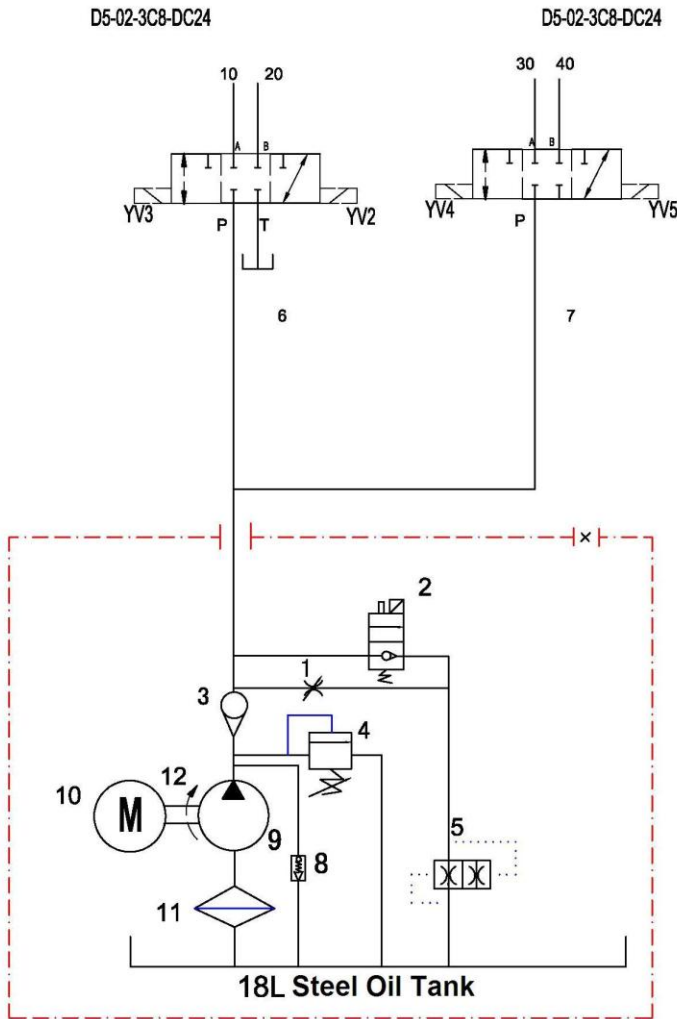 D5-02-3C8-DC24 D5-02-3C8-DC24
10 20 30 40
A B A B
YV3 YV2 YV4 YV5
P T P
6 7
x
2
1
3
4
12
10 M
5
9
8
11
18L Steel Oil Tank